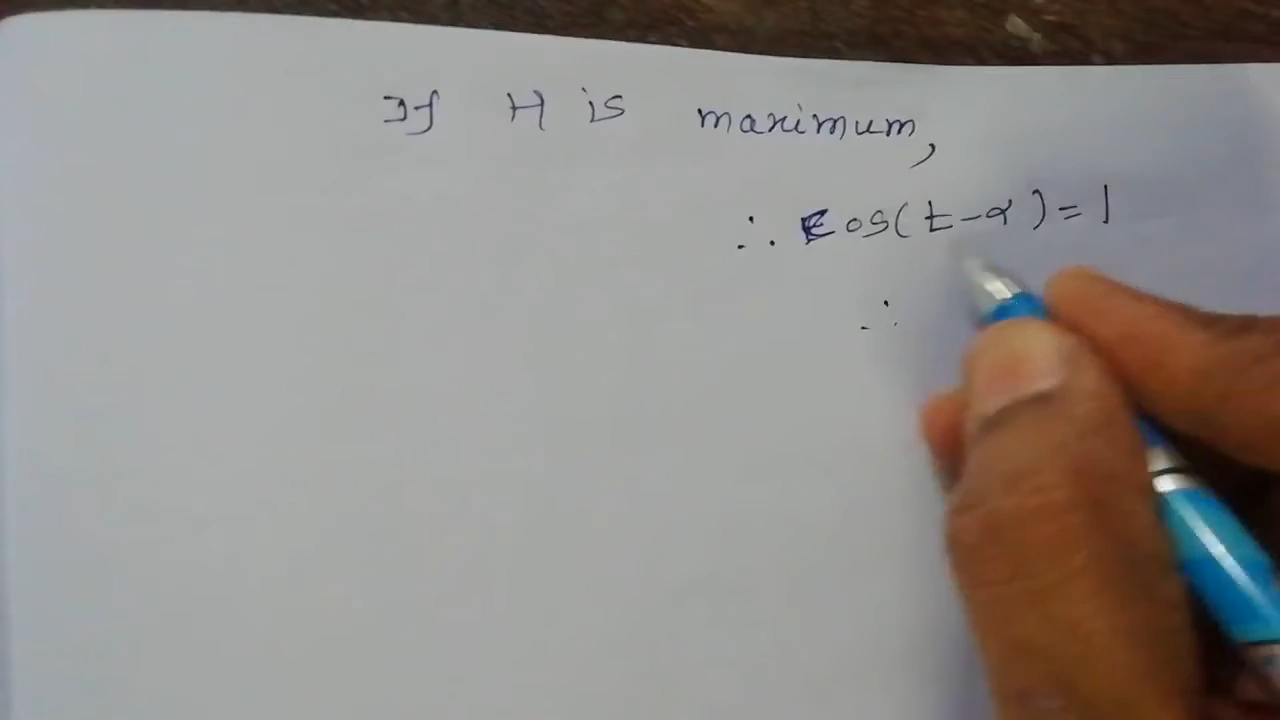 If H is maximum,
∴ cos(t-α)=1
∴